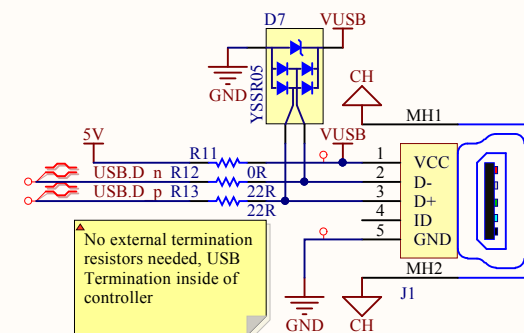 D7
VUSB
GND
YSSR05
CH
5V
VUSB
MH1
R11
0R
1
VCC
USB.D_n
R12
22R
2
D-
USB.D_p
R13
22R
3
D+
4
ID
5
GND
No external termination
resistors needed, USB
Termination inside of
controller
MH2
J1
GND
CH